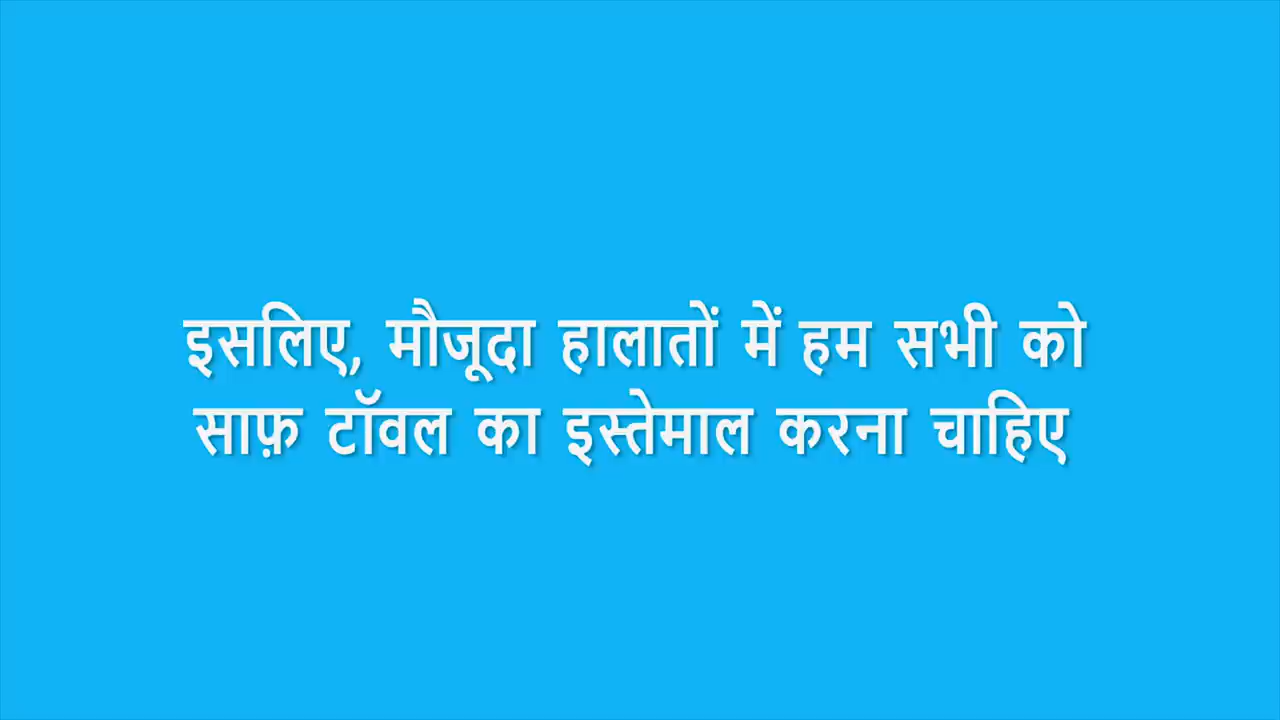 इसलिए, मौजूदा हालातों में हम सभी को
साफ़ टॉवल का इस्तेमाल करना चाहिए